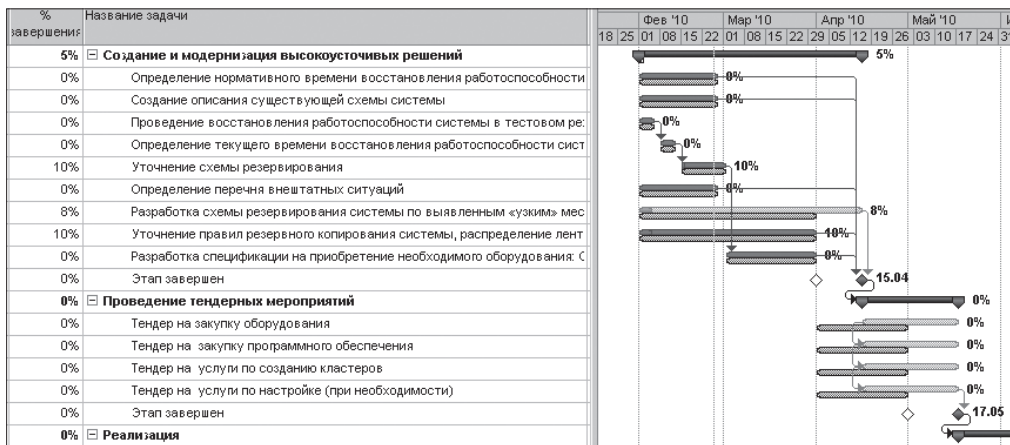 % завершения Название задачи Фев '10 Мар '10 Апр '10 Май '10
18 25 01 08 15 22 01 08 15 22 29 05 12 19 26 03 10 17 24 31
5% Создание и модернизация высокоусточивых решений 5%
0% Определение нормативного времени восстановления работоспособности 0%
0% Создание описания существующей схемы системы 0%
0% Проведение восстановления работоспособности системы в тестовом ре 0%
0% Определение текущего времени восстановления работоспособности сист 0%
10% Уточнение схемы резервирования 10%
0% Определение перечня внештатных ситуаций 0%
8% Разработка схемы резервирования системы по выявленным «узким» мес 8%
10% Уточнение правил резервного копирования системы, распределение лент 10%
0% Разработка спецификации на приобретение необходимого оборудования: С 0%
0% Этап завершен 15.04
0% Проведение тендерных мероприятий 0%
0% Тендер на закупку оборудования 0%
0% Тендер на закупку программного обеспечения 0%
0% Тендер на услуги по созданию кластеров 0%
0% Тендер на услуги по настройке (при необходимости) 0%
0% Этап завершен 17.05
0% Реализация